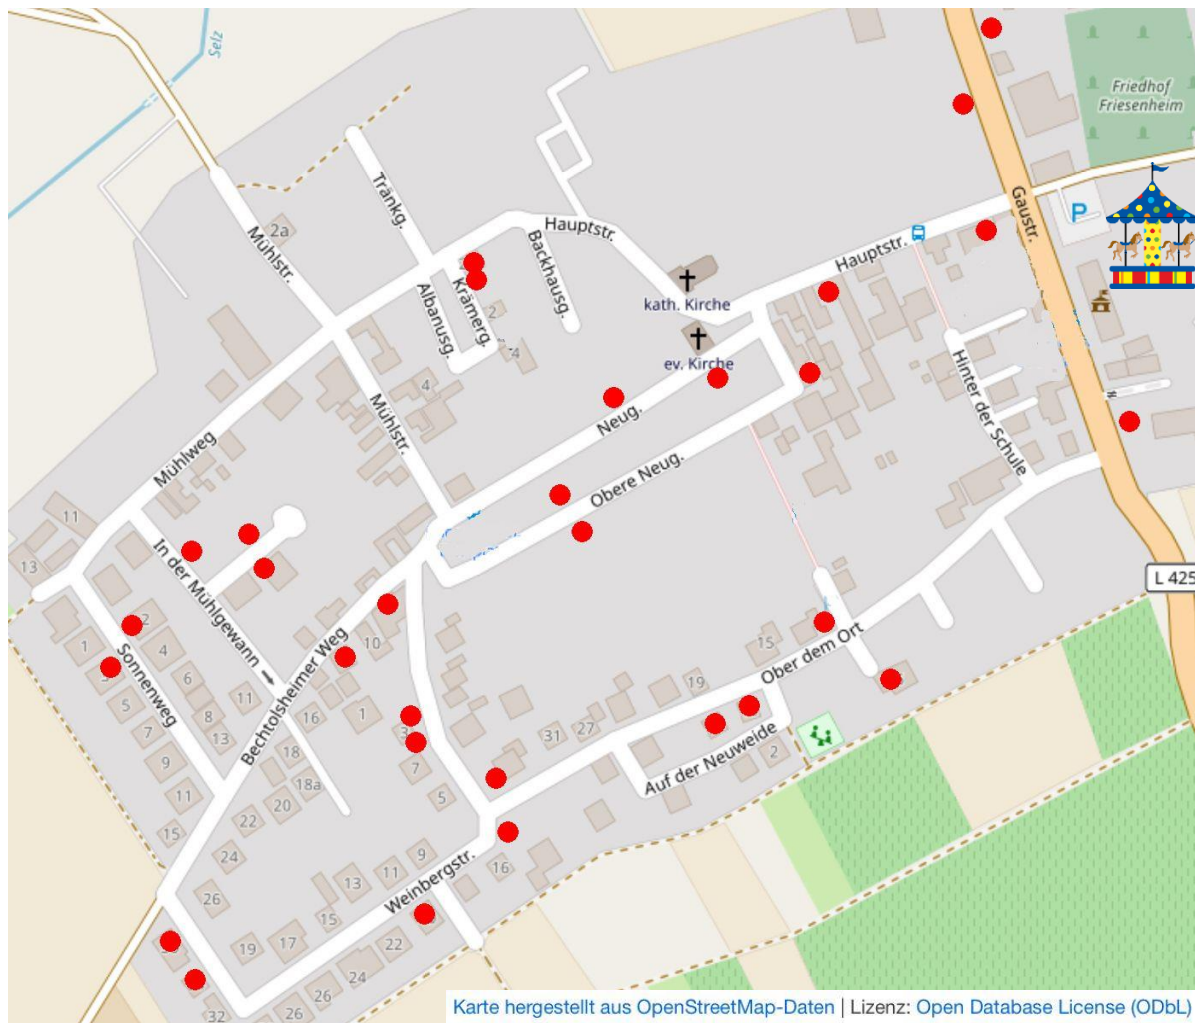 Selz
Friedhof
Friesenheim
Tränkg.
Gaustr.
P
2a
Mühlstr.
Hauptstr.
Backhausg.
Hauptstr.
Albanusg.
Krämerg.
2
kath. Kirche
ev. Kirche
4
4
Mühlstr.
Neug.
Hinter der Schule
Mühlweg
Obere Neug.
11
13
In der Mühlgewann
L 425
1
2
Sonnenweg
4
10
15
Ober dem Ort
Bechtolsheimer Weg
6
5
11
19
8
16
1
7
13
31
27
9
18
7
Auf der Neuweide
2
11
18a
20
5
15
22
24
9
Weinbergstr.
16
11
13
26
15
19
17
22
24
26
32
26
Karte hergestellt aus OpenStreetMap-Daten | Lizenz: Open Database License (ODbL)